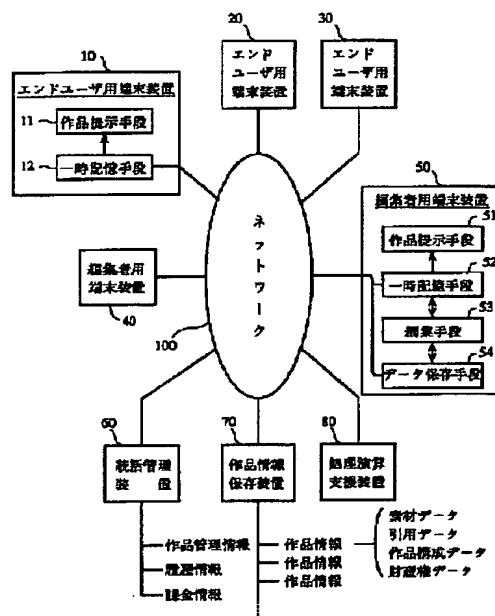 20
エンド
ユーザ用
端末装置
30
エンド
ユーザ用
端末装置
10
エンドユーザ用端末装置
11
作品提示手段
12
一時記憶手段
50
編集者用端末装置
51
作品提示手段
52
一時記憶手段
53
編集手段
54
データ保存手段
ネットワーク
100
編集者用
端末装置
40
60
統括管理
装置
70
作品情報
保存装置
80
処理演算
支援装置
作品管理情報
履歴情報
課金情報
作品情報
作品情報
作品情報
素材データ
引用データ
作品構成データ
財産権データ